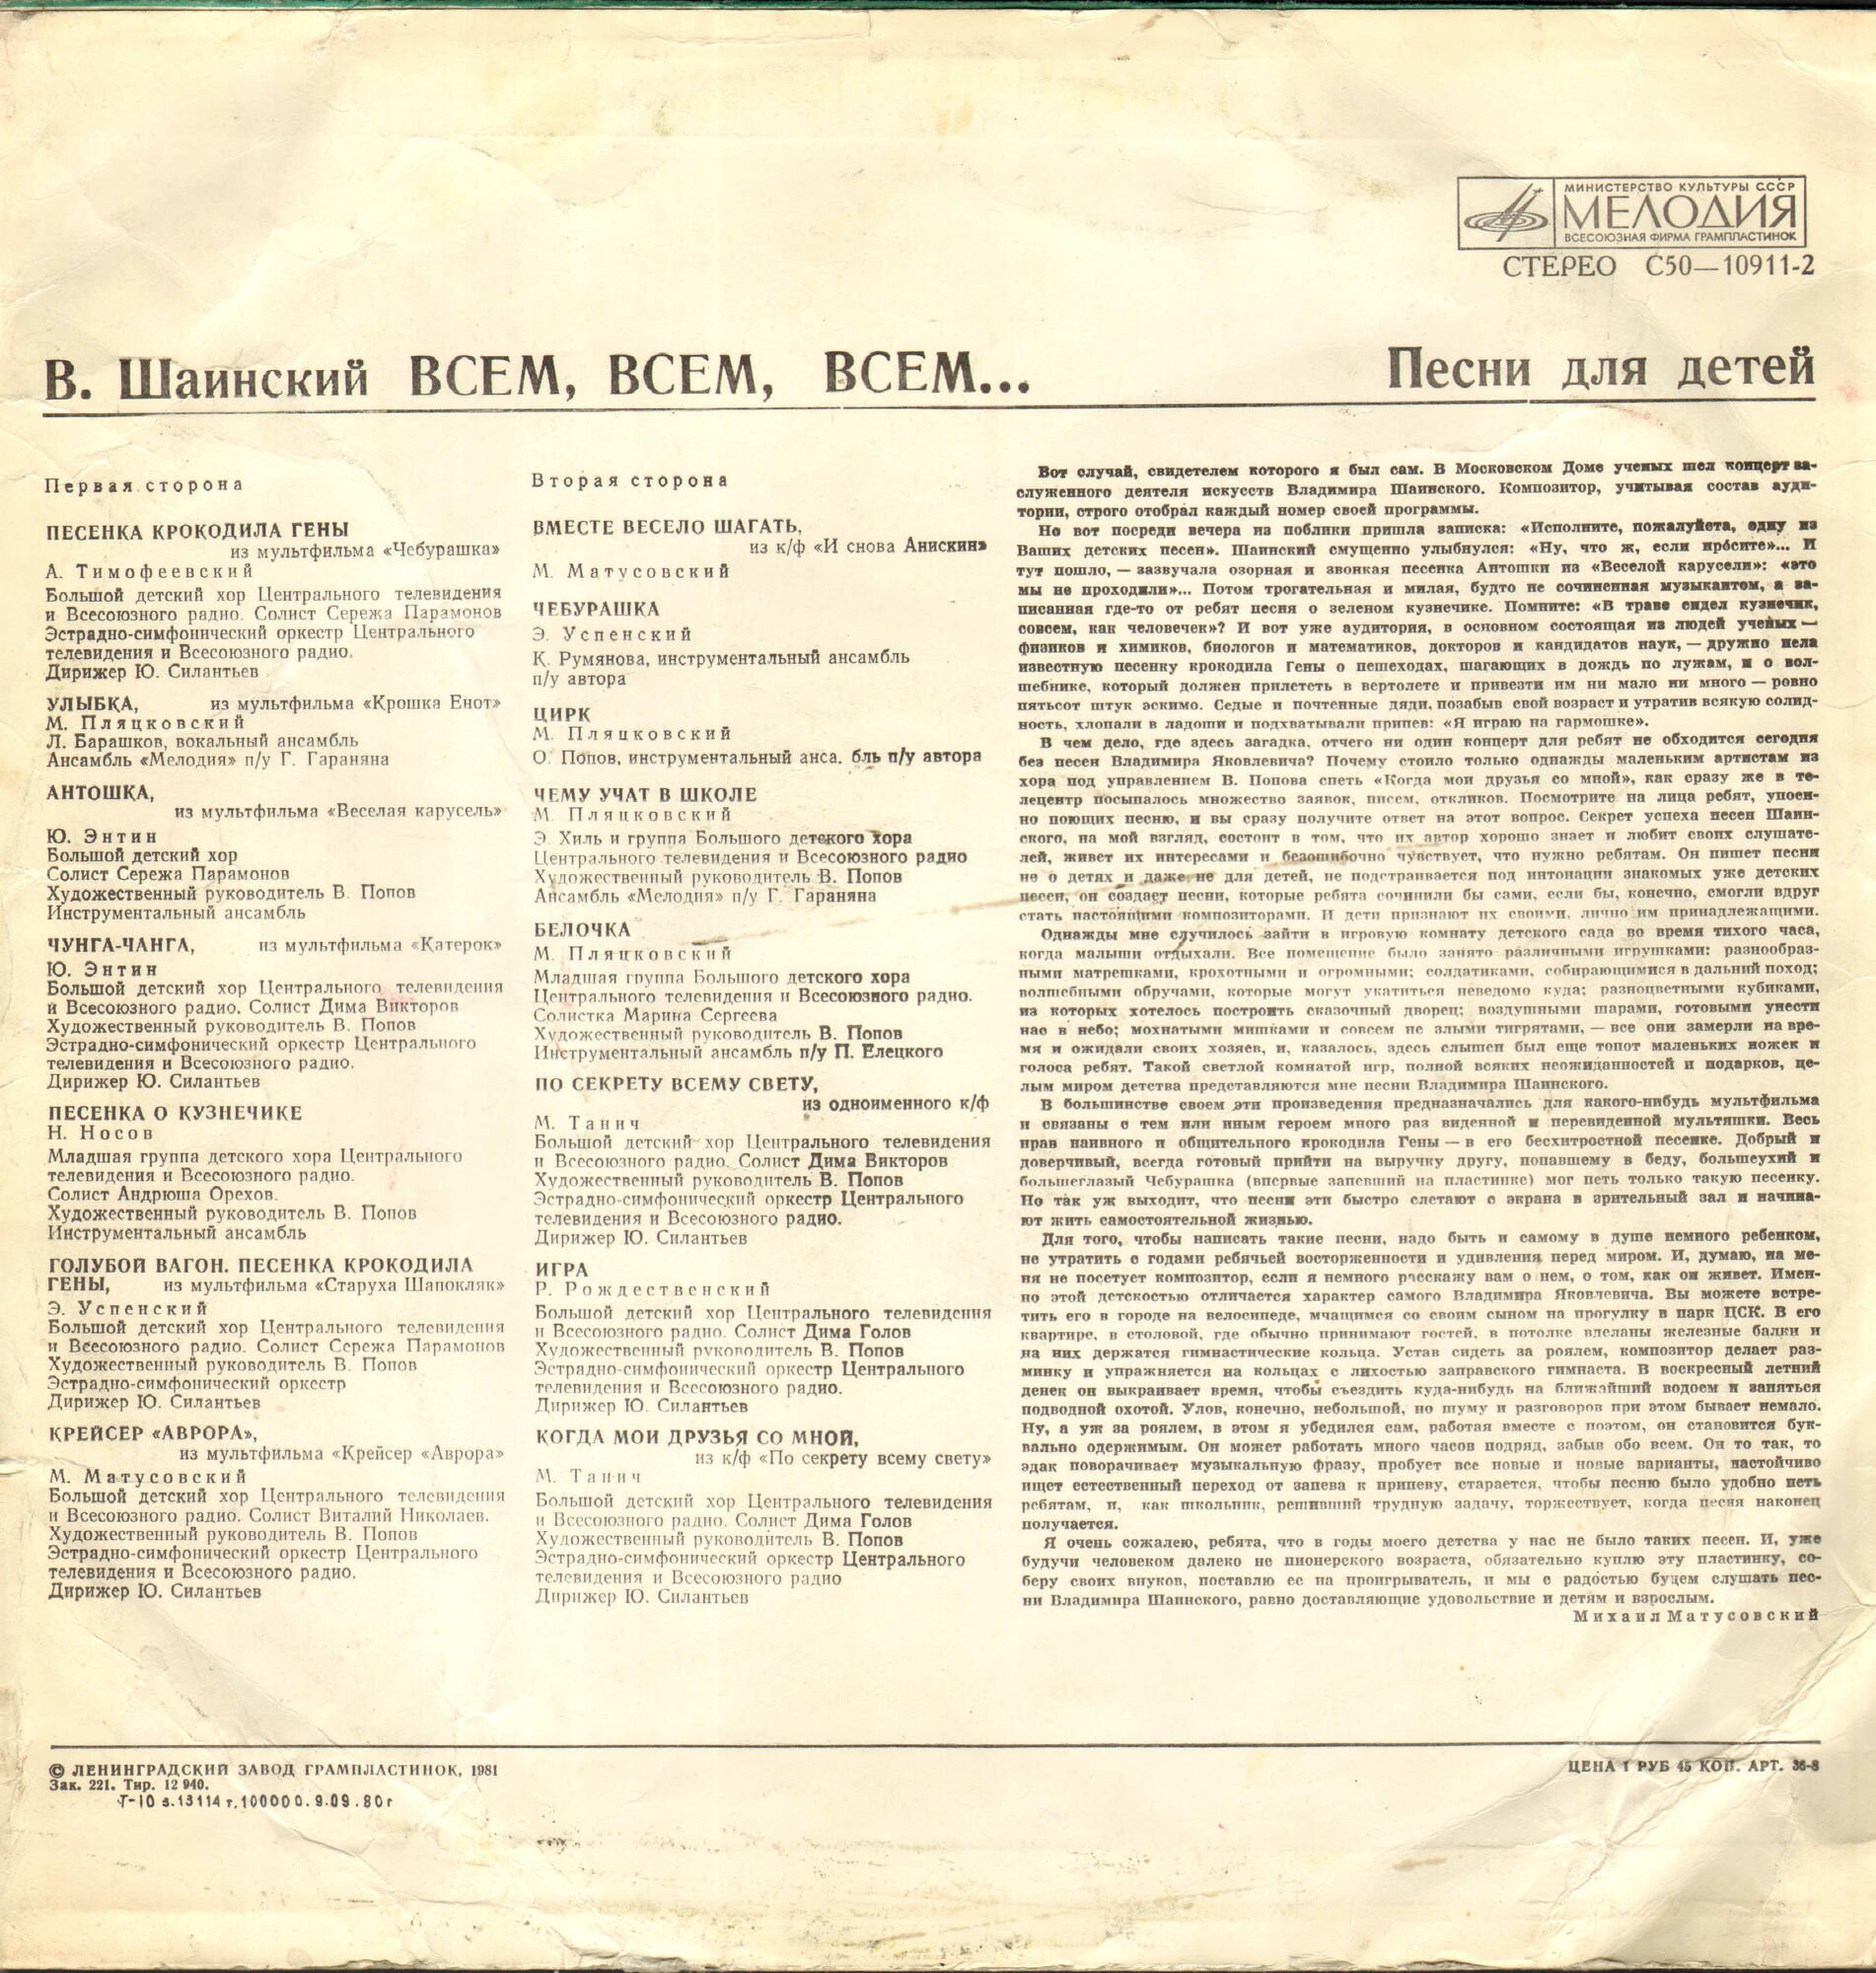 МИНИСТЕРСТВО КУЛЬТУРЫ СССР
МЕЛОДИЯ
ВСЕСОЮЗНАЯ ФИРМА ГРАМПЛАСТИНОК
СТЕРЕО С50—10911-2
В. Шаинский ВСЕМ, ВСЕМ, ВСЕМ...
Песни для детей
Первая сторона
ПЕСЕНКА КРОКОДИЛА ГЕНЫ
из мультфильма «Чебурашка»
А. Тимофеевский
Большой детский хор Центрального телевидения
и Всесоюзного радио. Солист Сережа Парамонов
Эстрадно-симфонический оркестр Центрального
телевидения и Всесоюзного радио.
Дирижер Ю. Силантьев
УЛЫБКА, из мультфильма «Крошка Енот»
М. Пляцковский
Л. Барашков, вокальный ансамбль
Ансамбль «Мелодия» п/у Г. Гараняна
АНТОШКА,
из мультфильма «Веселая карусель»
Ю. Энтин
Большой детский хор
Солист Сережа Парамонов
Художественный руководитель В. Попов
Инструментальный ансамбль
ЧУНГА-ЧАНГА, из мультфильма «Катерок»
Ю. Энтин
Большой детский хор Центрального телевидения
и Всесоюзного радио. Солист Дима Викторов
Художественный руководитель В. Попов
Эстрадно-симфонический оркестр Центрального
телевидения и Всесоюзного радио.
Дирижер Ю. Силантьев
ПЕСЕНКА О КУЗНЕЧИКЕ
Н. Носов
Младшая группа детского хора Центрального
телевидения и Всесоюзного радио.
Солист Андрюша Орехов.
Художественный руководитель В. Попов
Инструментальный ансамбль
ГОЛУБОЙ ВАГОН. ПЕСЕНКА КРОКОДИЛА
ГЕНЫ, из мультфильма «Старуха Шапокляк»
Э. Успенский
Большой детский хор Центрального телевидения
и Всесоюзного радио. Солист Сережа Парамонов
Художественный руководитель В. Попов
Эстрадно-симфонический оркестр
Дирижер Ю. Силантьев
КРЕЙСЕР «АВРОРА»,
из мультфильма «Крейсер «Аврора»
М. Матусовский
Большой детский хор Центрального телевидения
и Всесоюзного радио. Солист Виталий Николаев.
Художественный руководитель В. Попов
Эстрадно-симфонический оркестр Центрального
телевидения и Всесоюзного радио.
Дирижер Ю. Силантьев
Вторая сторона
ВМЕСТЕ ВЕСЕЛО ШАГАТЬ,
из к/ф «И снова Анискин»
М. Матусовский
ЧЕБУРАШКА
Э. Успенский
К. Румянова, инструментальный ансамбль
п/у автора
ЦИРК
М. Пляцковский
О. Попов, инструментальный анса. бль п/у автора
ЧЕМУ УЧАТ В ШКОЛЕ
М. Пляцковский
Э. Хиль и группа Большого детского хора
Центрального телевидения и Всесоюзного радио
Художественный руководитель В. Попов
Ансамбль «Мелодия» п/у Г. Гараняна
БЕЛОЧКА
М. Пляцковский
Младшая группа Большого детского хора
Центрального телевидения и Всесоюзного радио.
Солистка Марина Сергеева
Художественный руководитель В. Попов
Инструментальный ансамбль п/у П. Елецкого
ПО СЕКРЕТУ ВСЕМУ СВЕТУ,
из одноименного к/ф
М. Танич
Большой детский хор Центрального телевидения
и Всесоюзного радио. Солист Дима Викторов
Художественный руководитель В. Попов
Эстрадно-симфонический оркестр Центрального
телевидения и Всесоюзного радио.
Дирижер Ю. Силантьев
ИГРА
Р. Рождественский
Большой детский хор Центрального телевидения
и Всесоюзного радио. Солист Дима Голов
Художественный руководитель В. Попов
Эстрадно-симфонический оркестр Центрального
телевидения и Всесоюзного радио.
Дирижер Ю. Силантьев
КОГДА МОИ ДРУЗЬЯ СО МНОЙ,
из к/ф «По секрету всему свету»
М. Танич
Большой детский хор Центрального телевидения
и Всесоюзного радио. Солист Дима Голов
Художественный руководитель В. Попов
Эстрадно-симфонический оркестр Центрального
телевидения и Всесоюзного радио
Дирижер Ю. Силантьев
Вот случай, свидетелем которого я был сам. В Московском Доме ученых шел концерт за-
служенного деятеля искусств Владимира Шаинского. Композитор, учитывая состав ауди-
тории, строго отобрал каждый номер своей программы.
Но вот посреди вечера из поблики пришла записка: «Исполните, пожалуйста, одну из
Ваших детских песен». Шаинский смущенно улыбнулся: «Ну, что ж, если просите»... И
тут пошло, — зазвучала озорная и звонкая песенка Антошки из «Веселой карусели»: «это
мы не проходили»... Потом трогательная и милая, будто не сочиненная музыкантом, а за-
писанная где-то от ребят песня о зеленом кузнечике. Помните: «В траве сидел кузнечик,
совсем, как человечек»? И вот уже аудитория, в основном состоящая из людей ученых —
физиков и химиков, биологов и математиков, докторов и кандидатов наук, — дружно пела
известную песенку крокодила Гены о пешеходах, шагающих в дождь по лужам, и о вол-
шебнике, который должен прилететь в вертолете и привезти им ни мало ни много — ровно
пятьсот штук эскимо. Седые и почтенные дяди, позабыв свой возраст и утратив всякую солид-
ность, хлопали в ладоши и подхватывали припев: «Я играю на гармошке».
В чем дело, где здесь загадка, отчего ни один концерт для ребят не обходится сегодня
без песен Владимира Яковлевича? Почему стоило только однажды маленьким артистам из
хора под управлением В. Попова спеть «Когда мои друзья со мной», как сразу же в те-
лецентр посыпалось множество заявок, писем, откликов. Посмотрите на лица ребят, упоен-
но поющих песню, и вы сразу получите ответ на этот вопрос. Секрет успеха песен Шаин-
ского, на мой взгляд, состоит в том, что их автор хорошо знает и любит своих слушате-
лей, живет их интересами и безошибочно чувствует, что нужно ребятам. Он пишет песни
не о детях и даже не для детей, не подстраивается под интонации знакомых уже детских
песен, он создает песни, которые ребята сочинили бы сами, если бы, конечно, смогли вдруг
стать настоящими композиторами. И дети признают их своими, лично им принадлежащими.
Однажды мне случилось зайти в игровую комнату детского сада во время тихого часа,
когда малыши отдыхали. Все помещение было занято различными игрушками: разнообраз-
ными матрешками, крохотными и огромными; солдатиками, собирающимися в дальний поход;
волшебными обручами, которые могут укатиться неведомо куда; разноцветными кубиками,
из которых хотелось построить сказочный дворец; воздушными шарами, готовыми унести
нас в небо; мохнатыми мишками и совсем не злыми тигрятами, — все они замерли на вре-
мя и ожидали своих хозяев, и, казалось, здесь слышен был еще топот маленьких ножек и
голоса ребят. Такой светлой комнатой игр, полной всяких неожиданностей и подарков, це-
лым миром детства представляются мне песни Владимира Шаинского.
В большинстве своем эти произведения предназначались для какого-нибудь мультфильма
и связаны с тем или иным героем много раз виденной и перевиденной мультяшки. Весь
нрав наивного и общительного крокодила Гены — в его бесхитростной песенке. Добрый и
доверчивый, всегда готовый прийти на выручку другу, попавшему в беду, большеухий и
большеглазый Чебурашка (впервые запевший на пластинке) мог петь только такую песенку.
Но так уж выходит, что песни эти быстро слетают с экрана в зрительный зал и начина-
ют жить самостоятельной жизнью.
Для того, чтобы написать такие песни, надо быть и самому в душе немного ребенком,
не утратить с годами ребячьей восторженности и удивления перед миром. И, думаю, на ме-
ня не посетует композитор, если я немного расскажу вам о нем, о том, как он живет. Имен-
но этой детскостью отличается характер самого Владимира Яковлевича. Вы можете встре-
тить его в городе на велосипеде, мчащимся со своим сыном на прогулку в парк ЦСК. В его
квартире, в столовой, где обычно принимают гостей, в потолке вделаны железные балки и
на них держатся гимнастические кольца. Устав сидеть за роялем, композитор делает раз-
минку и упражняется на кольцах с лихостью заправского гимнаста. В воскресный летний
денек он выкраивает время, чтобы съездить куда-нибудь на ближайший водоем и заняться
подводной охотой. Улов, конечно, небольшой, но шуму и разговоров при этом бывает немало.
Ну, а уж за роялем, в этом я убедился сам, работая вместе с поэтом, он становится бук-
вально одержимым. Он может работать много часов подряд, забыв обо всем. Он то так, то
эдак поворачивает музыкальную фразу, пробует все новые и новые варианты, настойчиво
ищет естественный переход от запева к припеву, старается, чтобы песню было удобно петь
ребятам, и, как школьник, решивший трудную задачу, торжествует, когда песня наконец
получается.
Я очень сожалею, ребята, что в годы моего детства у нас не было таких песен. И, уже
будучи человеком далеко не пионерского возраста, обязательно куплю эту пластинку, со-
беру своих внуков, поставлю ее на проигрыватель, и мы с радостью будем слушать пес-
ни Владимира Шаинского, равно доставляющие удовольствие и детям и взрослым.
Михаил Матусовский
© ЛЕНИНГРАДСКИЙ ЗАВОД ГРАМПЛАСТИНОК, 1981
Зак. 221. Тир. 12 940.
Т-10 з.13114 т.100000.9.09.80г
ЦЕНА 1 РУБ 45 КОП. АРТ. 36-8